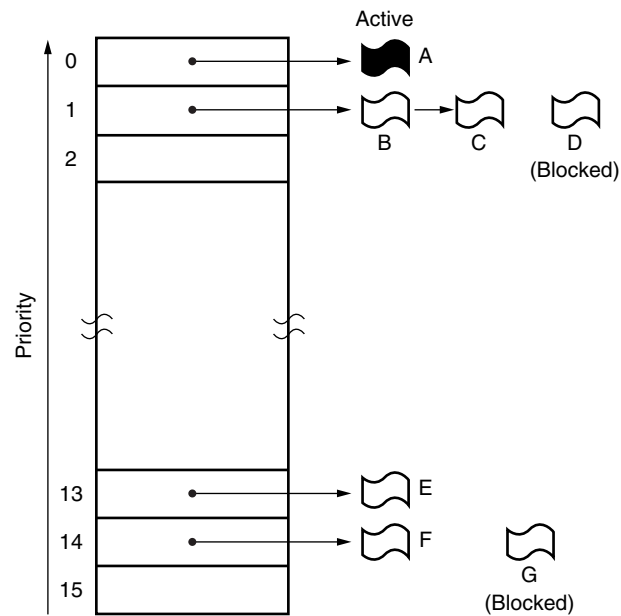 Active
0
A
1
B
C
D
(Blocked)
2
Priority
13
E
14
F
G
(Blocked)
15